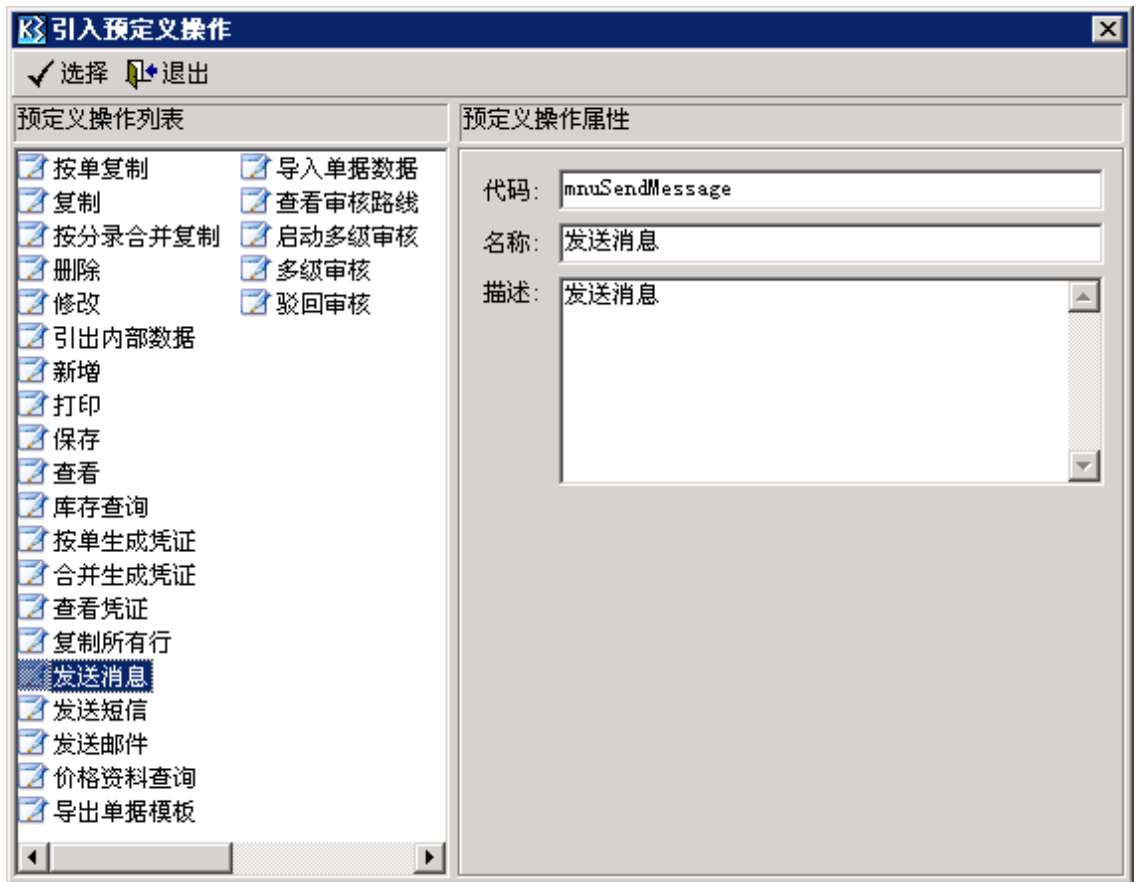 K3 引入预定义操作
选择 退出
预定义操作列表
按单复制
复制
按分录合并复制
删除
修改
引出内部数据
新增
打印
保存
查看
库存查询
按单生成凭证
合并生成凭证
查看凭证
复制所有行
发送消息
发送短信
发送邮件
价格资料查询
导出单据模板
导入单据数据
查看审核路线
启动多级审核
多级审核
驳回审核
预定义操作属性
代码: mnuSendMessage
名称: 发送消息
描述: 发送消息